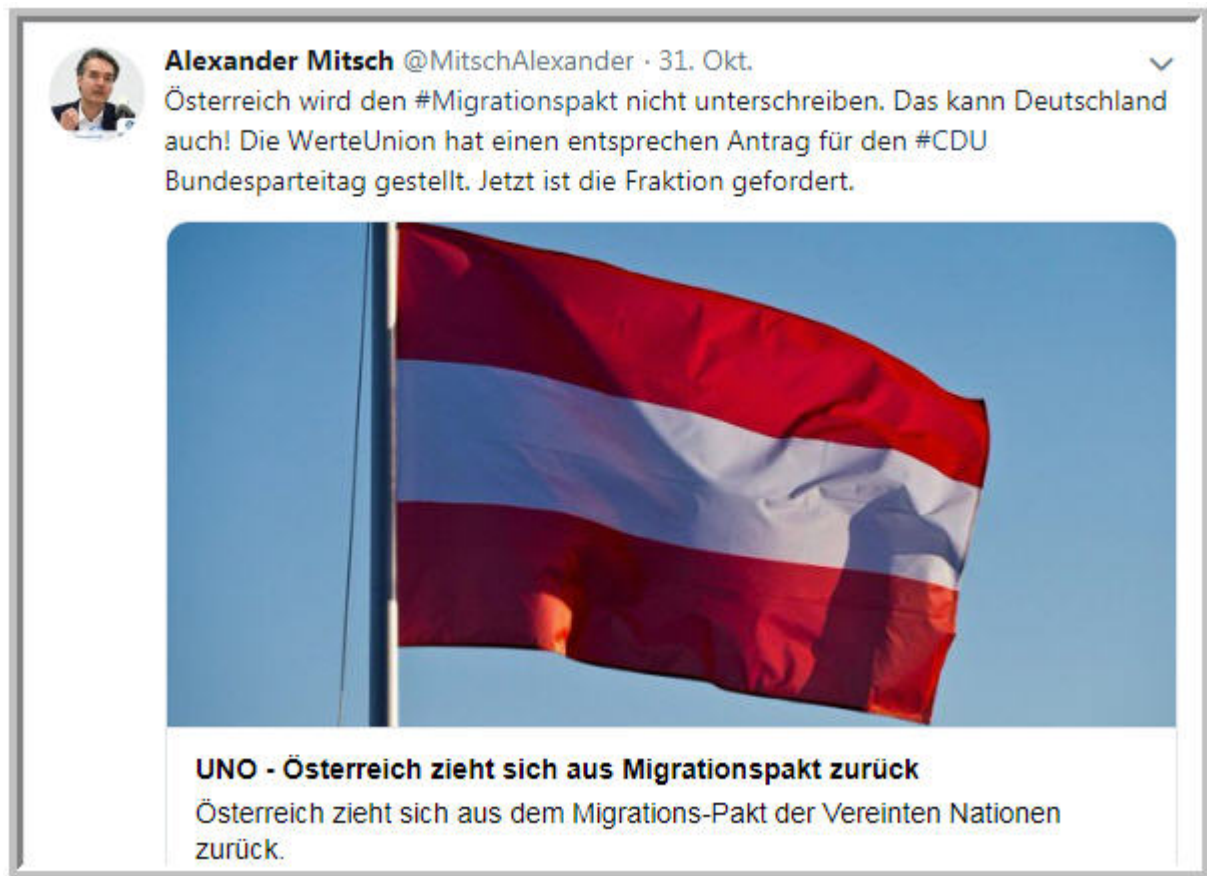 Alexander Mitsch @MitschAlexander · 31. Okt.
Österreich wird den #Migrationspakt nicht unterschreiben. Das kann Deutschland
auch! Die WerteUnion hat einen entsprechen Antrag für den #CDU
Bundesparteitag gestellt. Jetzt ist die Fraktion gefordert.
UNO - Österreich zieht sich aus Migrationspakt zurück
Österreich zieht sich aus dem Migrations-Pakt der Vereinten Nationen
zurück.